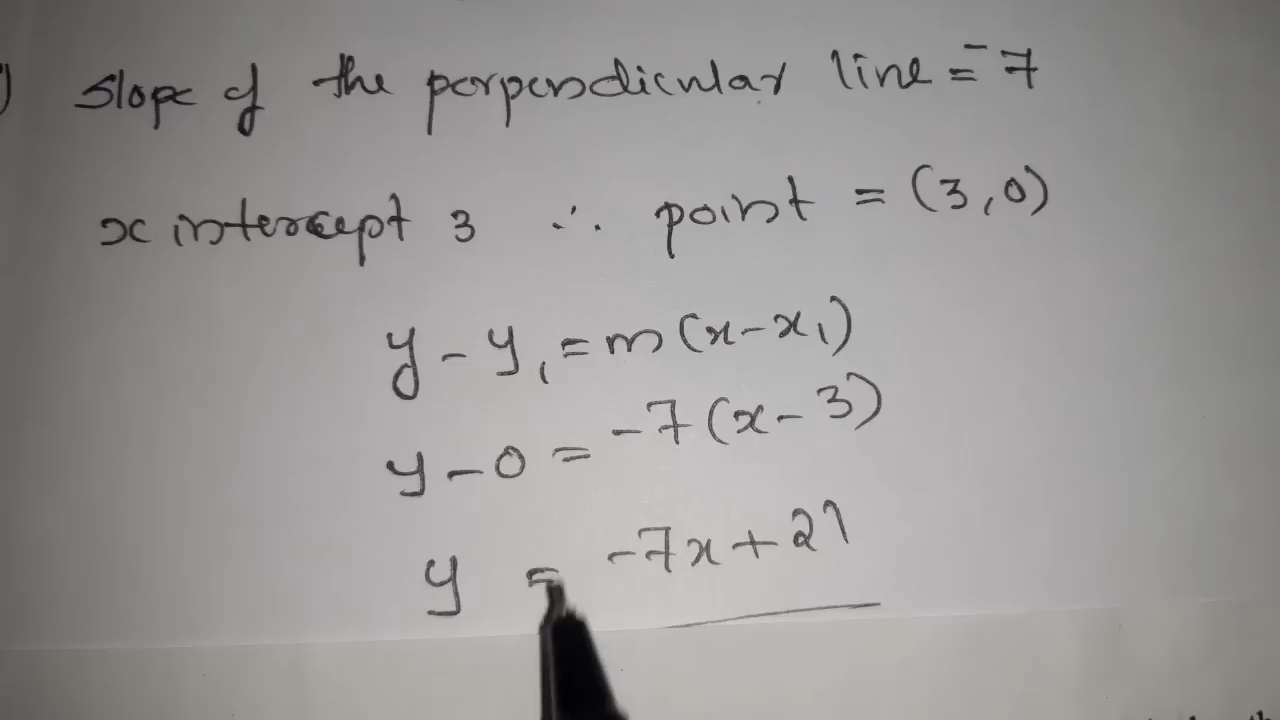 Slope of the perpendicular line = -7
x intercept 3 ∴ point = (3,0)
y - y₁ = m(x - x₁)
y - 0 = -7(x - 3)
y = -7x + 21